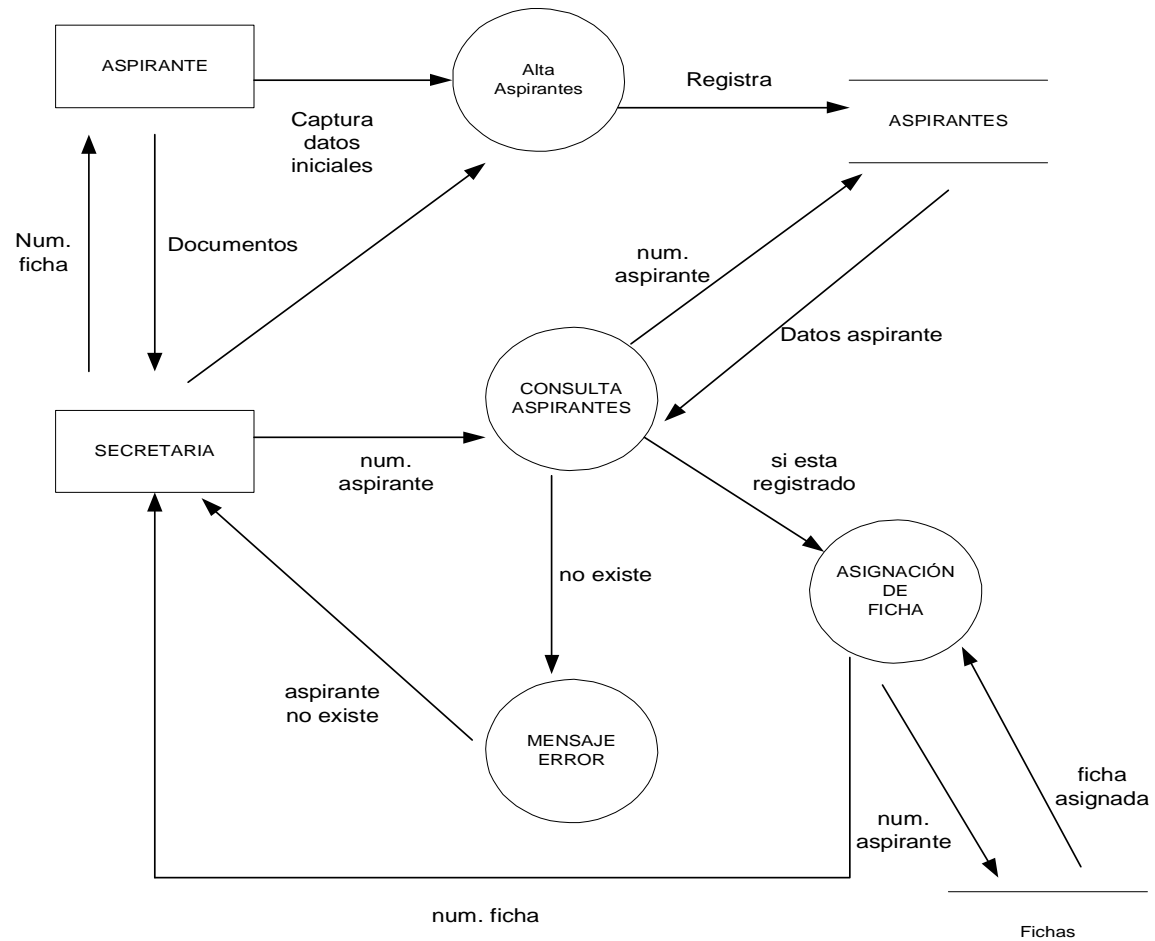 ASPIRANTE
Alta
Aspirantes
Registra
ASPIRANTES
Captura
datos
iniciales
Num.
ficha
Documentos
num.
aspirante
Datos aspirante
CONSULTA
ASPIRANTES
SECRETARIA
num.
aspirante
si esta
registrado
no existe
ASIGNACIÓN
DE
FICHA
aspirante
no existe
MENSAJE
ERROR
ficha
asignada
num.
aspirante
num. ficha
Fichas